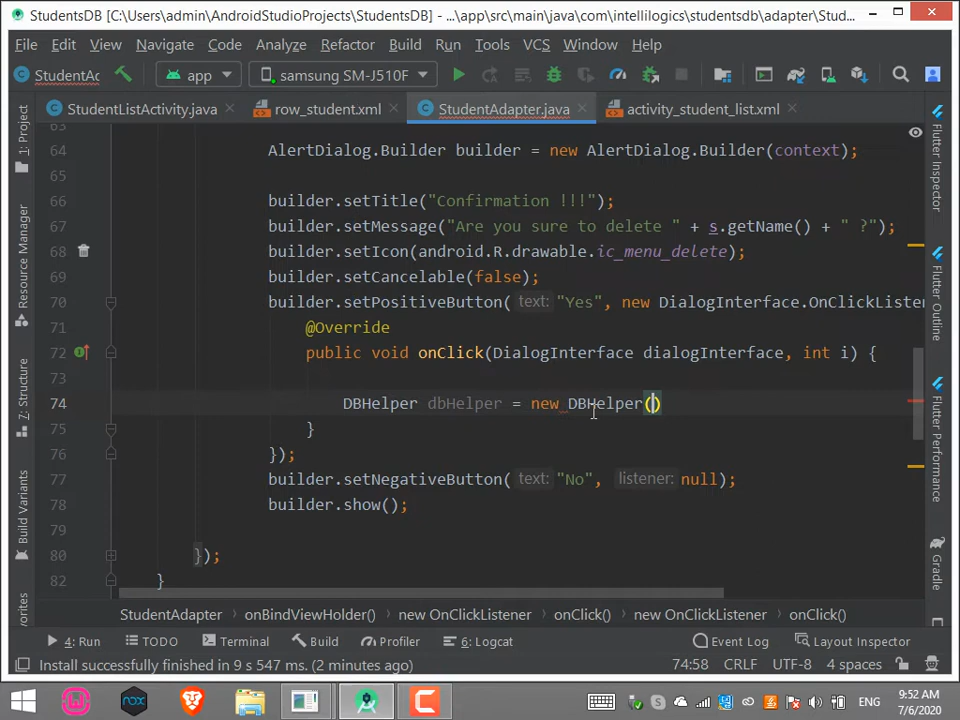 StudentsDB [C:\Users\admin\AndroidStudioProjects\StudentsDB] - ...\app\src\main\java\com\intellilogics\studentsdb\adapter\Stud...
File Edit View Navigate Code Analyze Refactor Build Run Tools VCS Window Help
StudentAd app samsung SM-J510F
StudentListActivity.java row_student.xml StudentAdapter.java activity_student_list.xml
63
64 AlertDialog.Builder builder = new AlertDialog.Builder(context);
65
66 builder.setTitle("Confirmation !!!");
67 builder.setMessage("Are you sure to delete " + s.getName() + " ?");
68 builder.setIcon(android.R.drawable.ic_menu_delete);
69 builder.setCancelable(false);
70 builder.setPositiveButton( text: "Yes", new DialogInterface.OnClickListen
71 @Override
72 public void onClick(DialogInterface dialogInterface, int i) {
73
74 DBHelper dbHelper = new DBHelper()
75 }
76 });
77 builder.setNegativeButton( text: "No", listener: null);
78 builder.show();
79
80 });
82 }
1: Project
Resource Manager
7: Structure
Build Variants
vorites
Flutter Inspector
Flutter Outline
Flutter Performance
Gradle
StudentAdapter onBindViewHolder() new OnClickListener onClick() new OnClickListener onClick()
4: Run TODO Terminal Build Profiler 6: Logcat Event Log Layout Inspector
Install successfully finished in 9 s 547 ms. (2 minutes ago) 74:58 CRLF UTF-8 4 spaces
nox
ENG
9:52 AM
7/6/2020